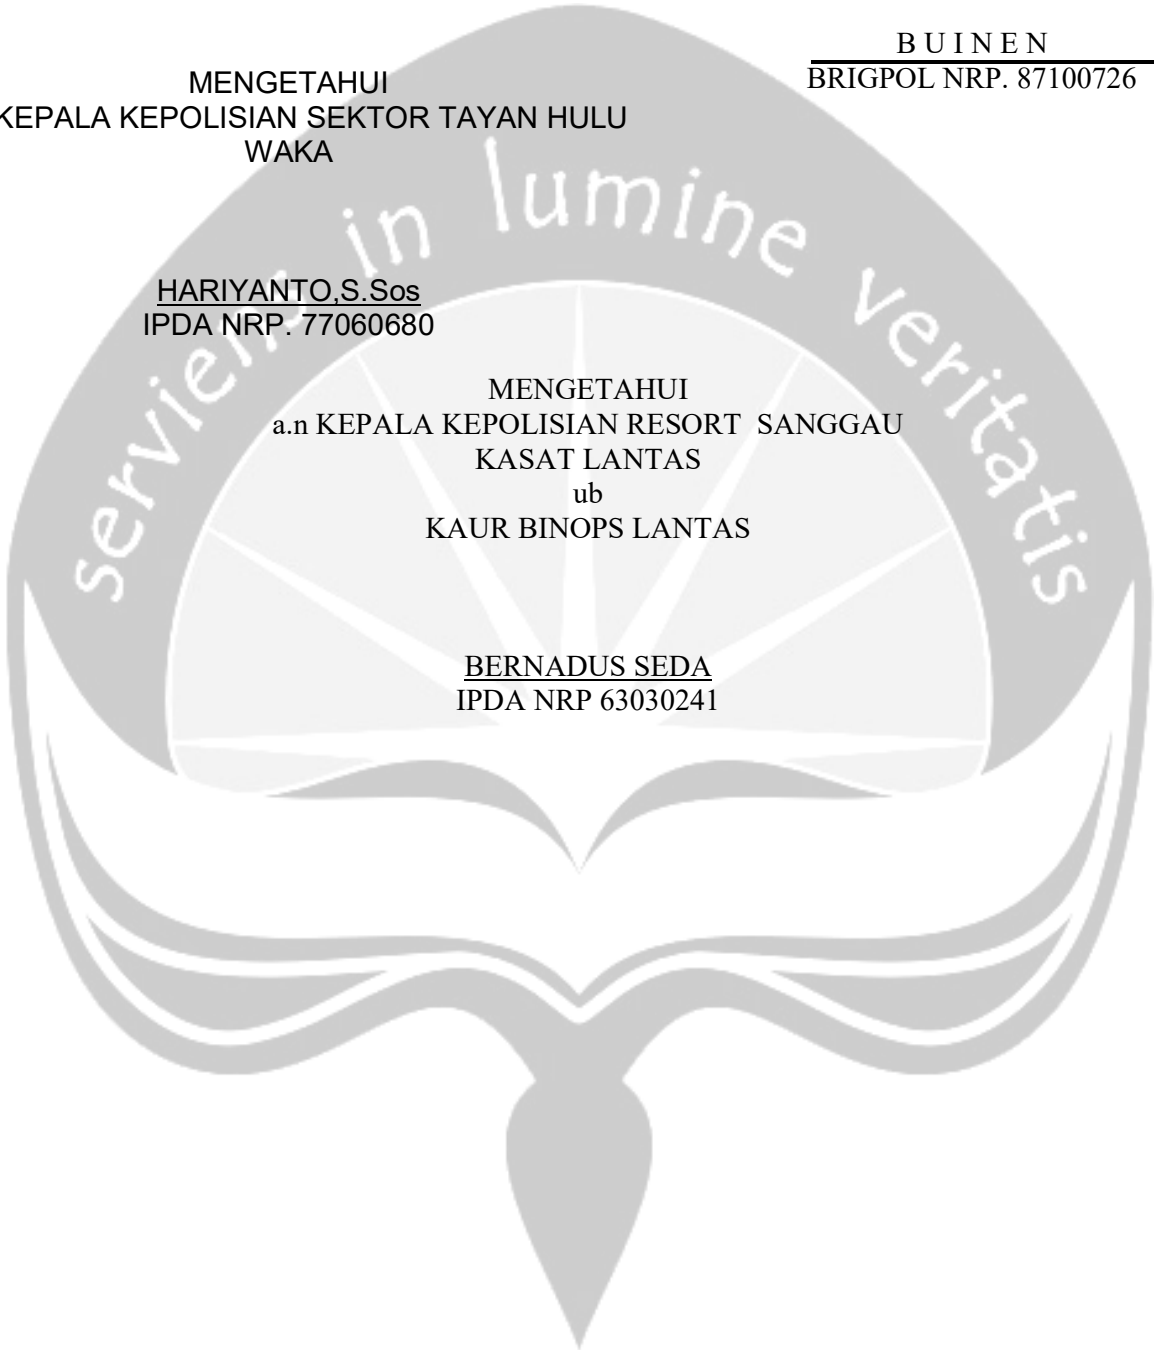 B U I N E N
BRIGPOL NRP. 87100726
MENGETAHUI
KEPALA KEPOLISIAN SEKTOR TAYAN HULU
WAKA
HARIYANTO,S.Sos
IPDA NRP. 77060680
MENGETAHUI
a.n KEPALA KEPOLISIAN RESORT SANGGAU
KASAT LANTAS
ub
KAUR BINOPS LANTAS
BERNADUS SEDA
IPDA NRP 63030241
serviens in lumine veritatis